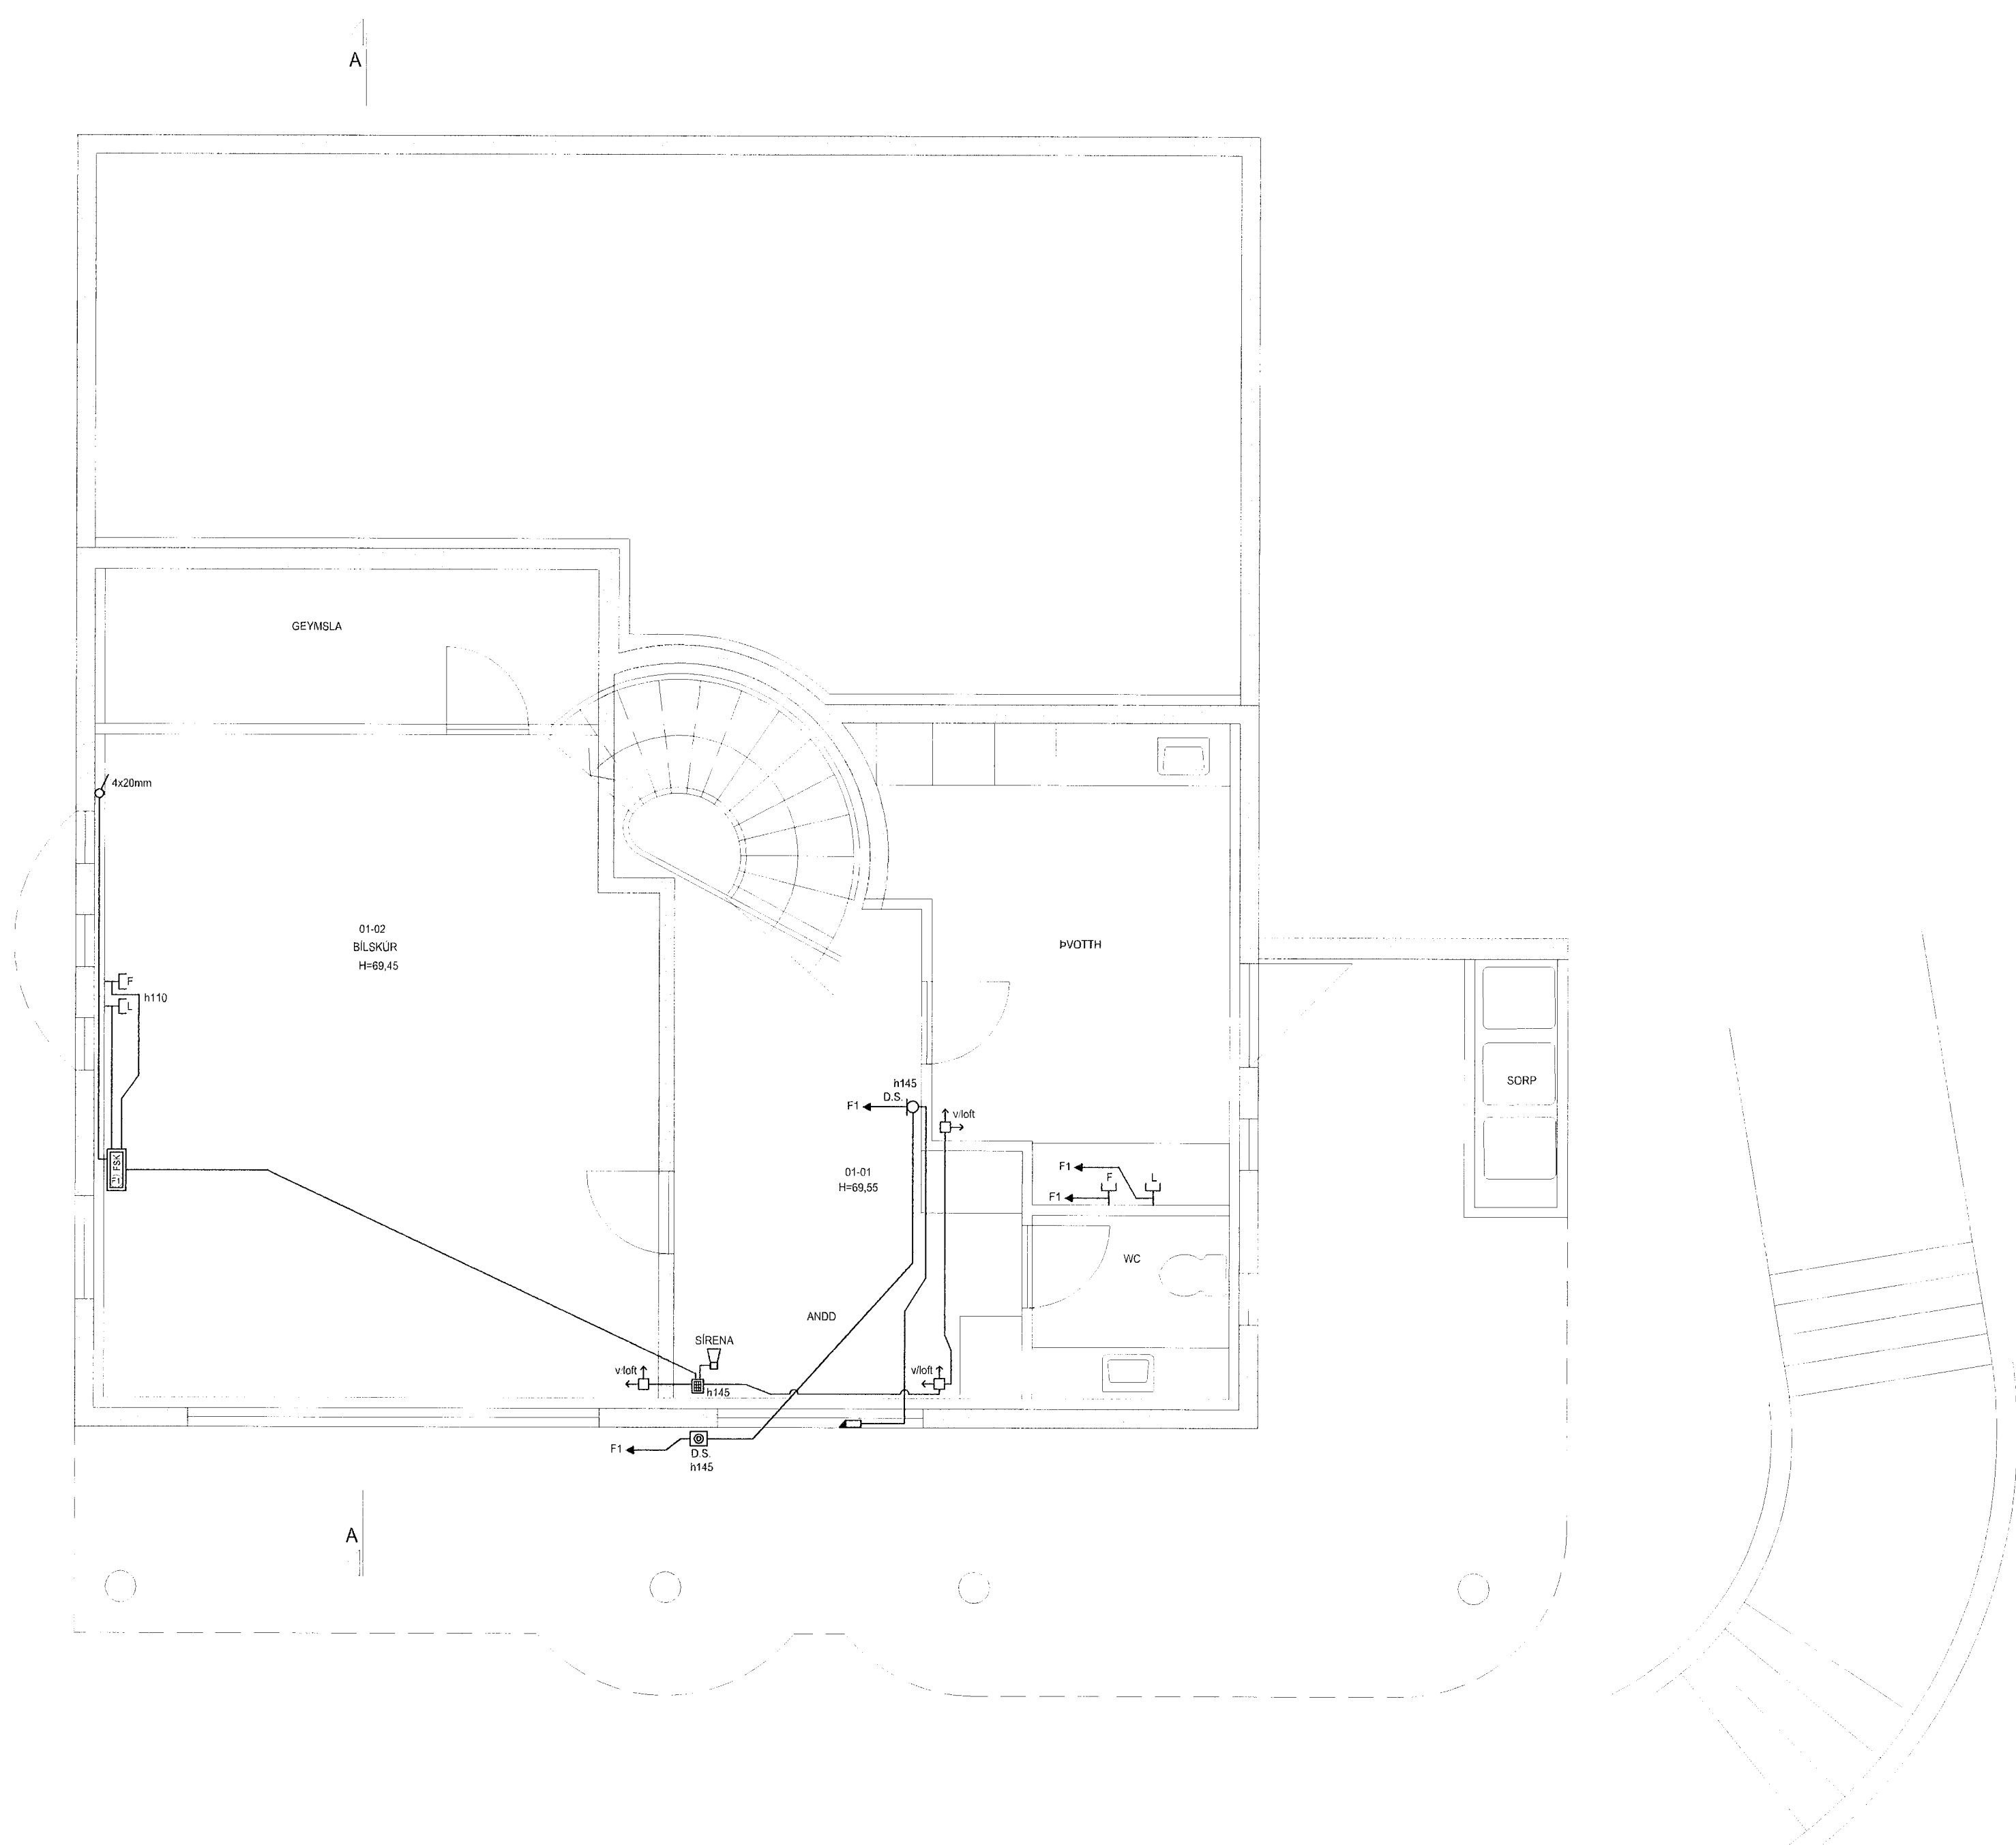 A
GEYMSLA
4x20mm
01-02
BÍLSKÚR
H=69,45
ÞVOTTH
F
h110
L
SORP
h145
D.S.
F1
v/loft
F1
F
L
F1
01-01
H=69,55
FSK
WC
ANDD
SÍRENA
v/loft
h145
v/loft
F1
D.S.
h145
A